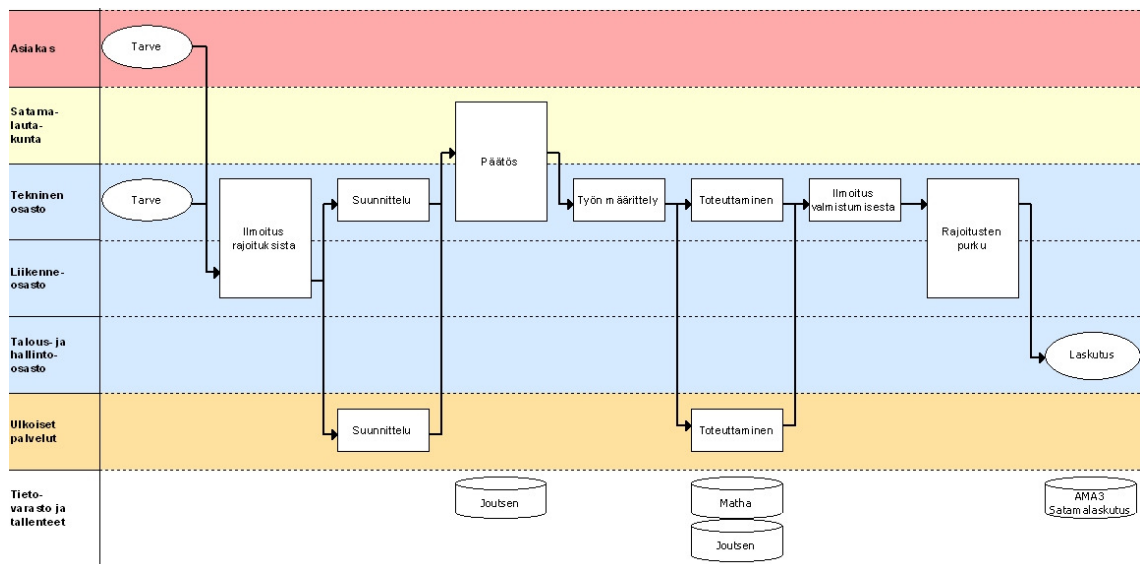 Asiakas
Tarve
Satama-
lauta-
kunta
Päätös
Tekninen
osasto
Tarve
Ilmoitus
rajoituksista
Suunnittelu
Työn määrittely
Toteuttaminen
Ilmoitus
valmistumisesta
Rajoitusten
purku
Liikenne-
osasto
Talous- ja
hallinto-
osasto
Laskutus
Ulkoiset
palvelut
Suunnittelu
Toteuttaminen
Tieto-
varasto ja
tallenteet
Joutsen
Matha
Joutsen
AMA3
Satamalaskutus